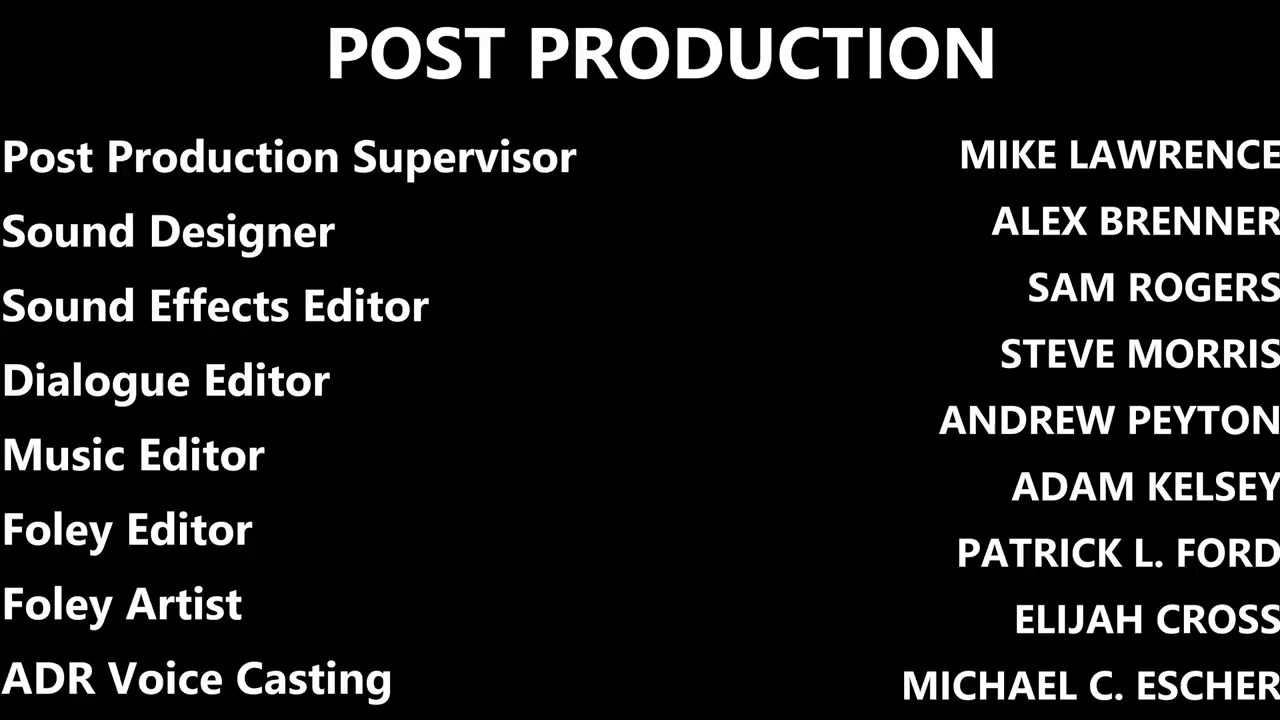 POST PRODUCTION
Post Production Supervisor
MIKE LAWRENCE
Sound Designer
ALEX BRENNER
Sound Effects Editor
SAM ROGERS
Dialogue Editor
STEVE MORRIS
Music Editor
ANDREW PEYTON
Foley Editor
ADAM KELSEY
PATRICK L. FORD
Foley Artist
ELIJAH CROSS
ADR Voice Casting
MICHAEL C. ESCHER